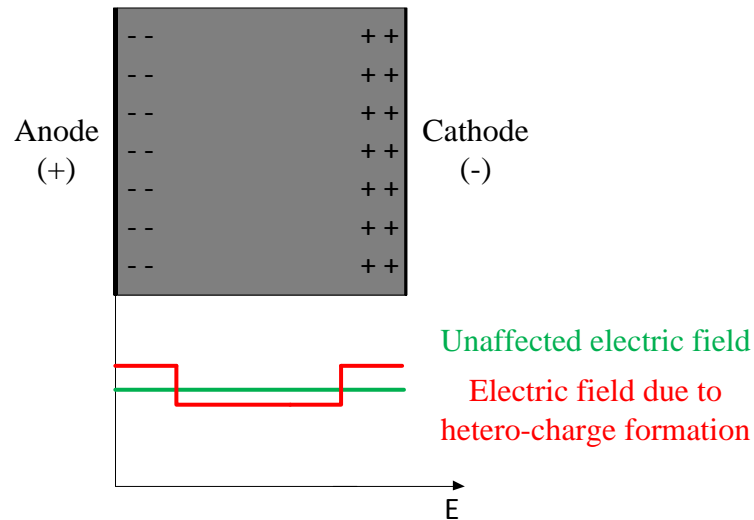 - - + +
- - + +
- - + +
Anode
(+)
Cathode
(-)
- - + +
- - + +
- - + +
- - + +
Unaffected electric field
Electric field due to
hetero-charge formation
E